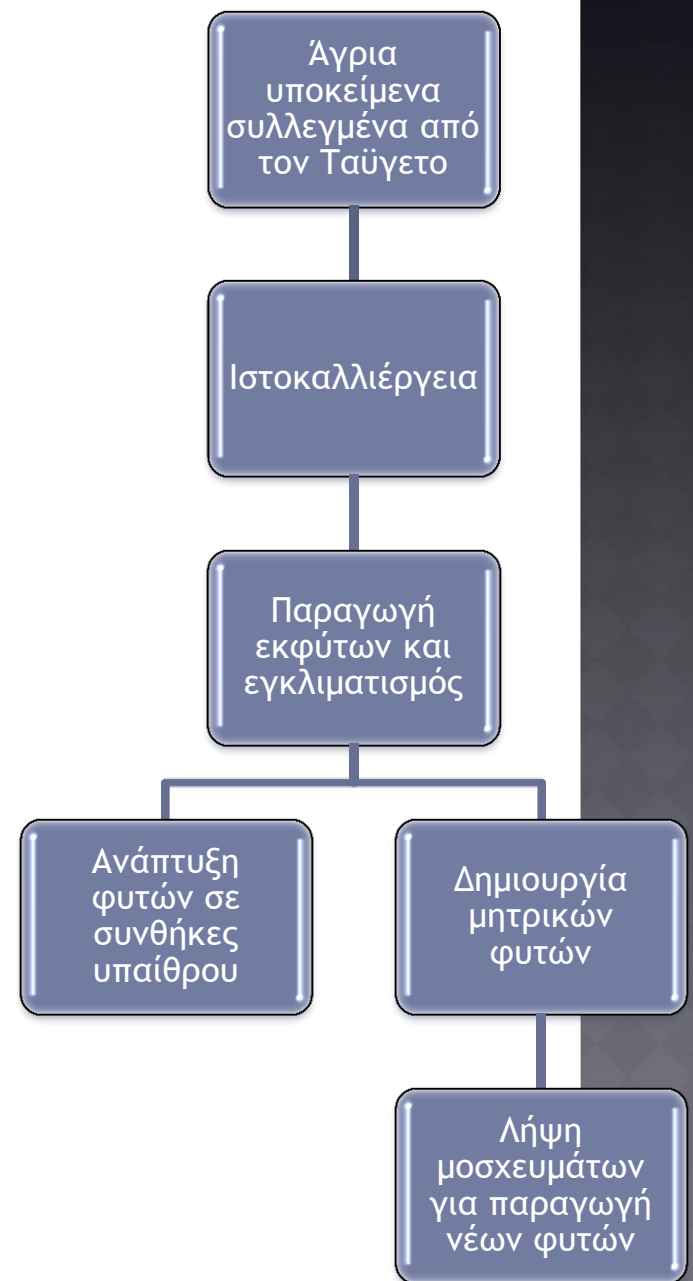 Άγρια
υποκείμενα
συλλεγμένα από
τον Ταΰγετο
Ιστοκαλλιέργεια
Παραγωγή
εκφύτων και
εγκλιματισμός
Ανάπτυξη
φυτών σε
συνθήκες
υπαίθρου
Δημιουργία
μητρικών
φυτών
Λήψη
μοσχευμάτων
για παραγωγή
νέων φυτών